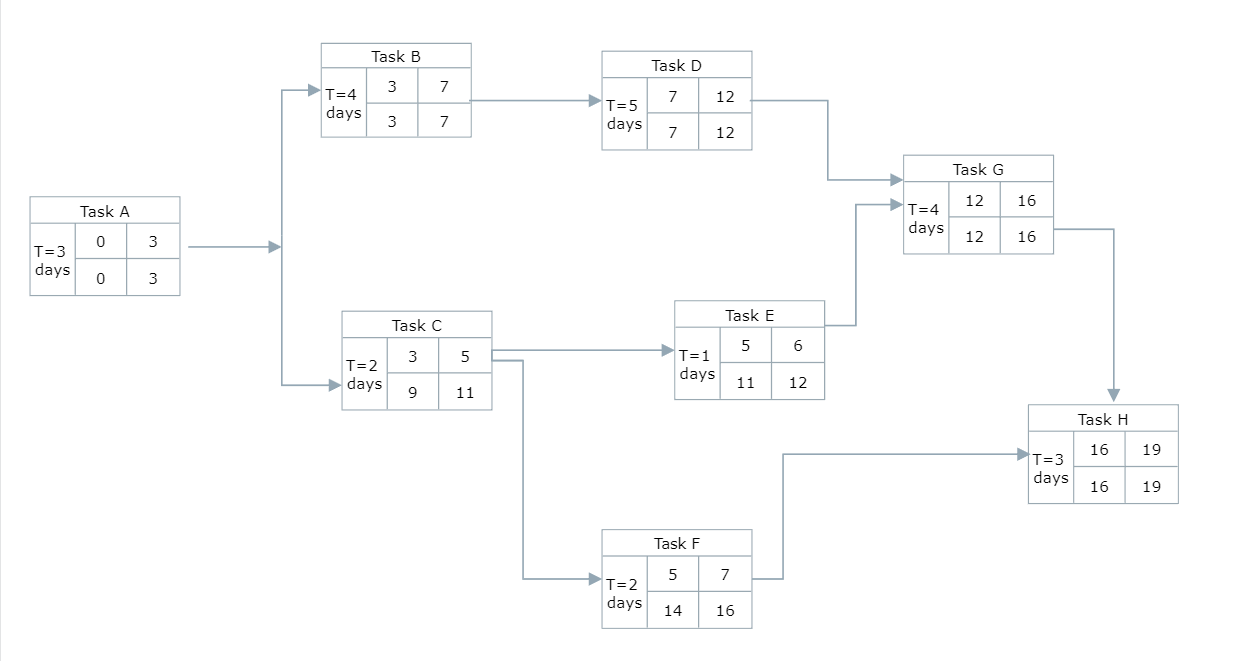 Task A
T=3
days
0 3
0 3
Task B
T=4
days
3 7
3 7
Task C
T=2
days
3 5
9 11
Task D
T=5
days
7 12
7 12
Task E
T=1
days
5 6
11 12
Task F
T=2
days
5 7
14 16
Task G
T=4
days
12 16
12 16
Task H
T=3
days
16 19
16 19